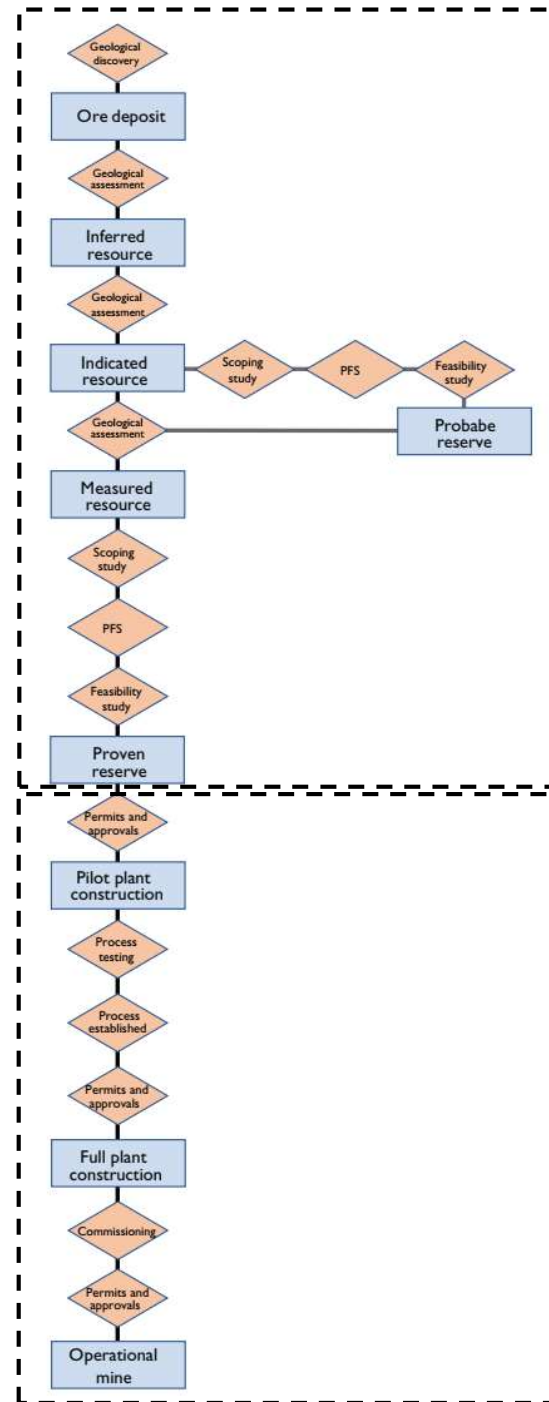 Geological
discovery
Ore deposit
Geological
assessment
Inferred
resource
Geological
assessment
Indicated
resource
Scoping
study
PFS
Feasibility
study
Probabe
reserve
Geological
assessment
Measured
resource
Scoping
study
PFS
Feasibility
study
Proven
reserve
Permits and
approvals
Pilot plant
construction
Process
testing
Process
established
Permits and
approvals
Full plant
construction
Commissioning
Permits and
approvals
Operational
mine